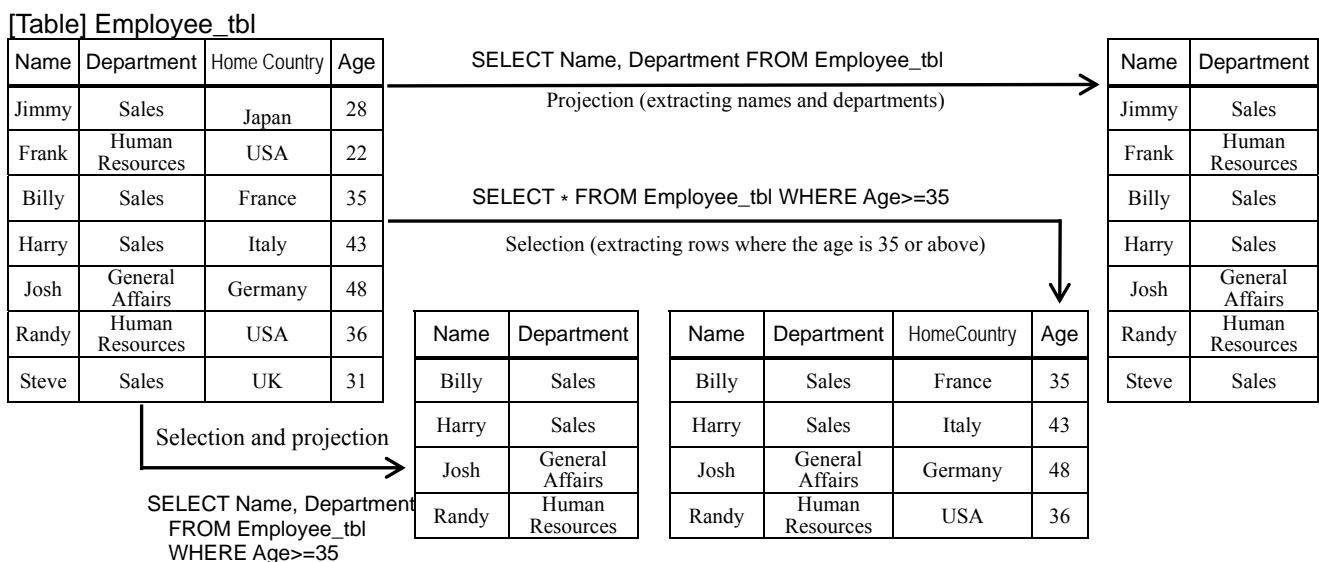 [Table] Employee_tbl
Name Department Home Country Age
Jimmy Sales Japan 28
Frank Human Resources USA 22
Billy Sales France 35
Harry Sales Italy 43
Josh General Affairs Germany 48
Randy Human Resources USA 36
Steve Sales UK 31
SELECT Name, Department FROM Employee_tbl
Projection (extracting names and departments)
Name Department
Jimmy Sales
Frank Human Resources
Billy Sales
Harry Sales
Josh General Affairs
Randy Human Resources
Steve Sales
SELECT * FROM Employee_tbl WHERE Age>=35
Selection (extracting rows where the age is 35 or above)
Name Department HomeCountry Age
Billy Sales France 35
Harry Sales Italy 43
Josh General Affairs Germany 48
Randy Human Resources USA 36
Selection and projection
SELECT Name, Department
FROM Employee_tbl
WHERE Age>=35
Name Department
Billy Sales
Harry Sales
Josh General Affairs
Randy Human Resources